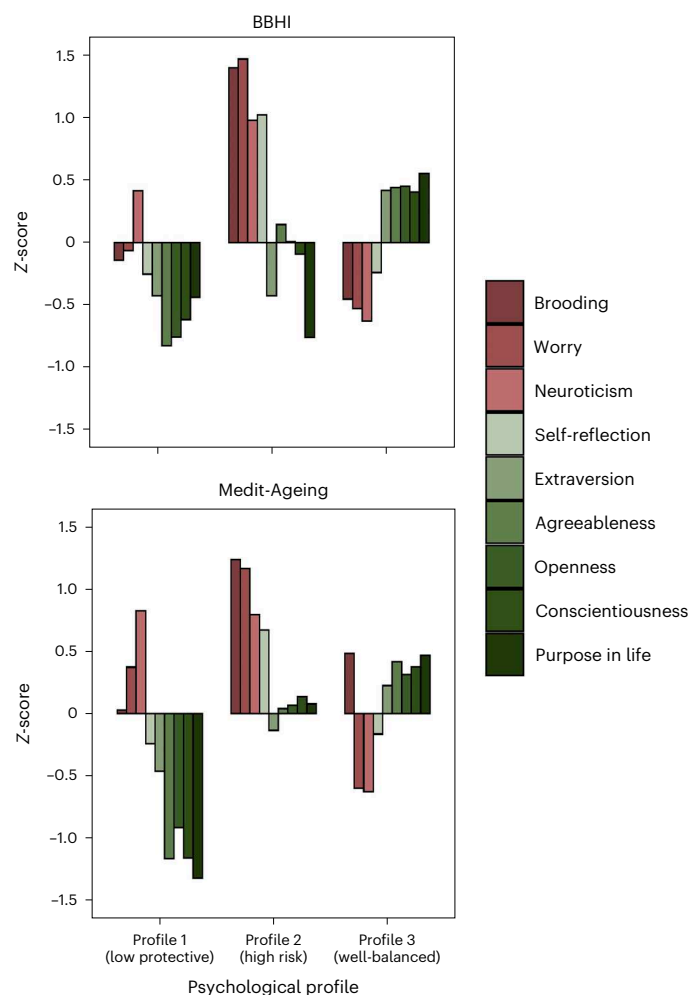 BBHI
1.5
1.0
0.5
0
–0.5
–1.0
–1.5
Z-score
Medit-Ageing
1.5
1.0
0.5
0
–0.5
–1.0
–1.5
Z-score
Profile 1
(low protective)
Profile 2
(high risk)
Profile 3
(well-balanced)
Psychological profile
Brooding
Worry
Neuroticism
Self-reflection
Extraversion
Agreeableness
Openness
Conscientiousness
Purpose in life